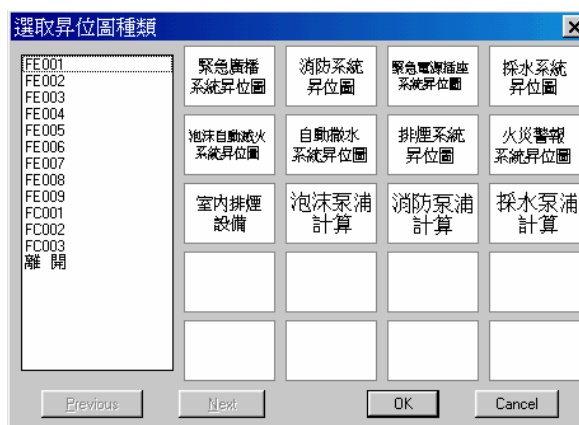 選取昇位圖種類
FE001
FE002
FE003
FE004
FE005
FE006
FE007
FE008
FE009
FC001
FC002
FC003
離 開
緊急廣播
系統昇位圖
消防系統
昇位圖
緊急電源插座
系統昇位圖
採水系統
昇位圖
泡沫自動滅火
系統昇位圖
自動撒水
系統昇位圖
排煙系統
昇位圖
火災警報
系統昇位圖
室內排煙
設備
泡沫泵浦
計算
消防泵浦
計算
採水泵浦
計算
Previous
Next
OK
Cancel